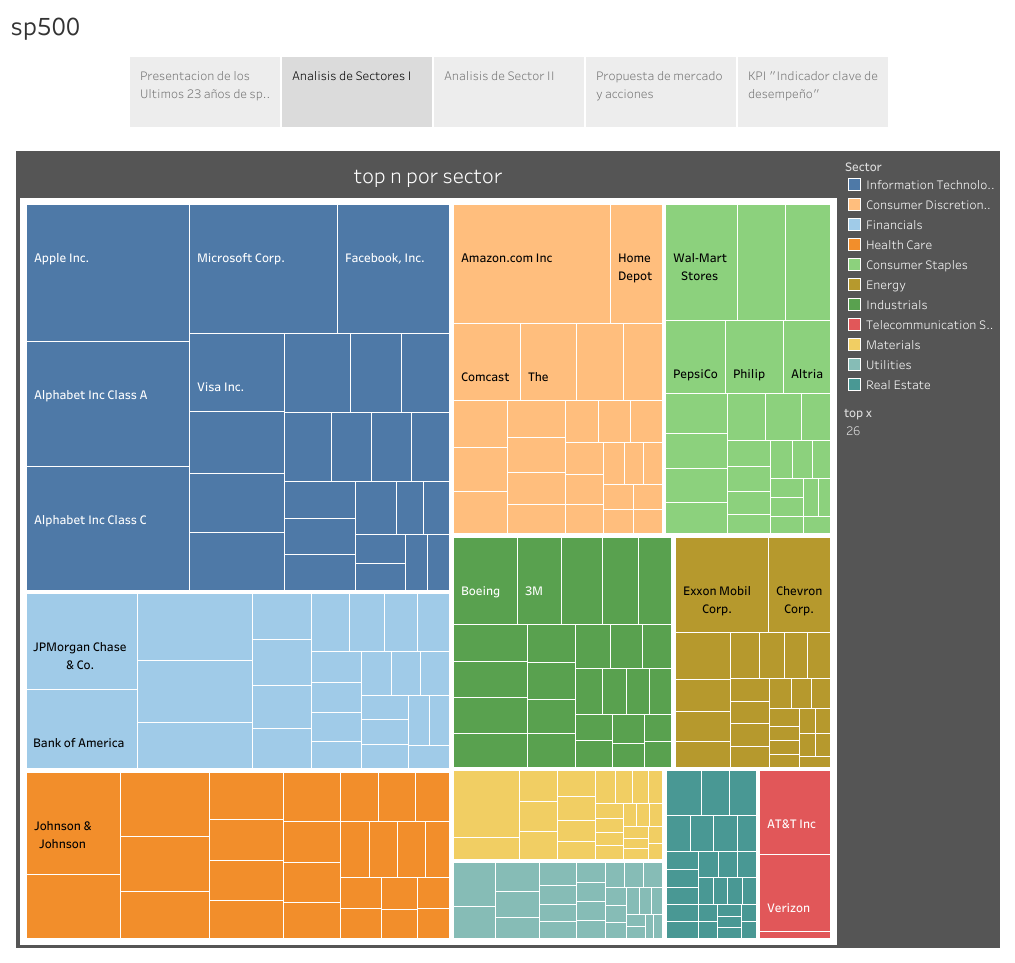 sp500
Presentacion de los
Ultimos 23 años de sp..
Analisis de Sectores I
Analisis de Sector II
Propuesta de mercado
y acciones
KPI "Indicador clave de
desempeño"
top n por sector
Apple Inc.
Microsoft Corp.
Facebook, Inc.
Alphabet Inc Class A
Visa Inc.
Alphabet Inc Class C
Amazon.com Inc
Home
Depot
Comcast
The
Wal-Mart
Stores
PepsiCo
Philip
Altria
JPMorgan Chase
& Co.
Bank of America
Boeing
3M
Exxon Mobil
Corp.
Chevron
Corp.
Johnson &
Johnson
AT&T Inc
Verizon
Sector
Information Technolo..
Consumer Discretion..
Financials
Health Care
Consumer Staples
Energy
Industrials
Telecommunication S..
Materials
Utilities
Real Estate
top x
26